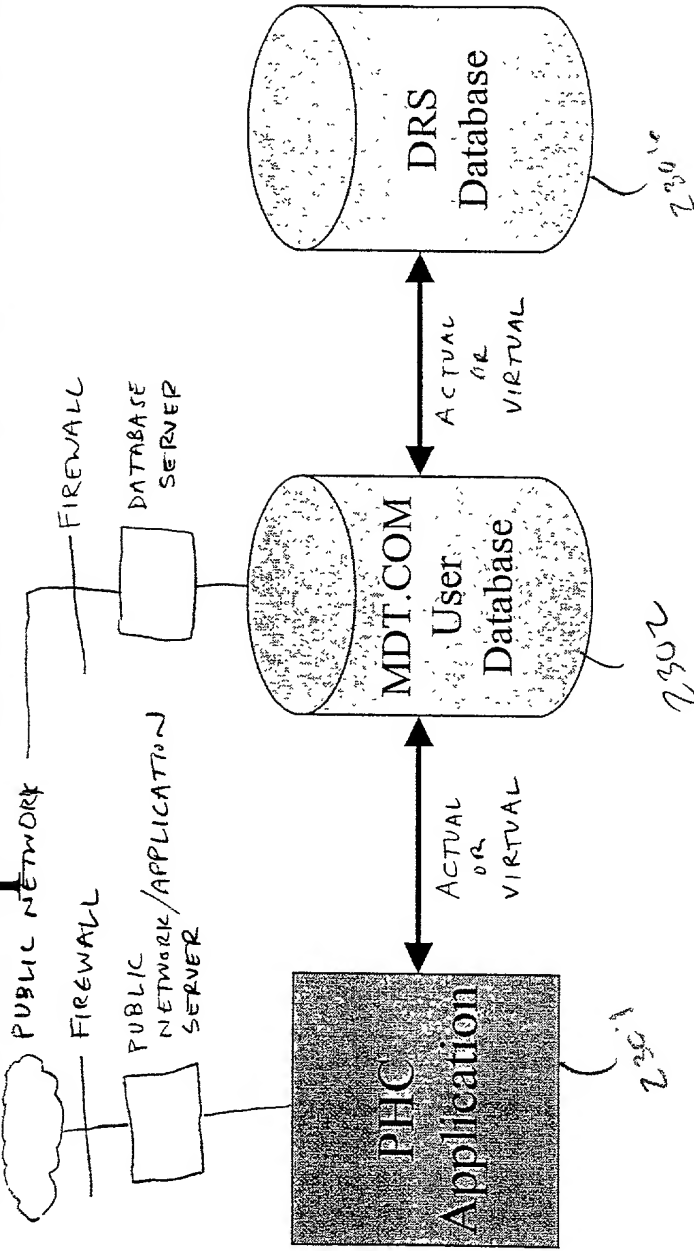 PUBLIC NETWORK
FIREWALL
PUBLIC
NETWORK/APPLICATION
SERVER
FIREWALL
DATABASE
SERVER
PHC
Application
ACTUAL
OR
VIRTUAL
MDT.COM
User
Database
ACTUAL
OR
VIRTUAL
DRS
Database
2302